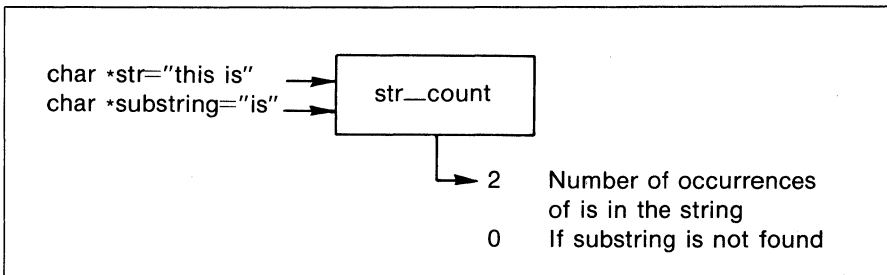 char *str="this is"
char *substring="is"
str_count
2 Number of occurrences
of is in the string
0 If substring is not found